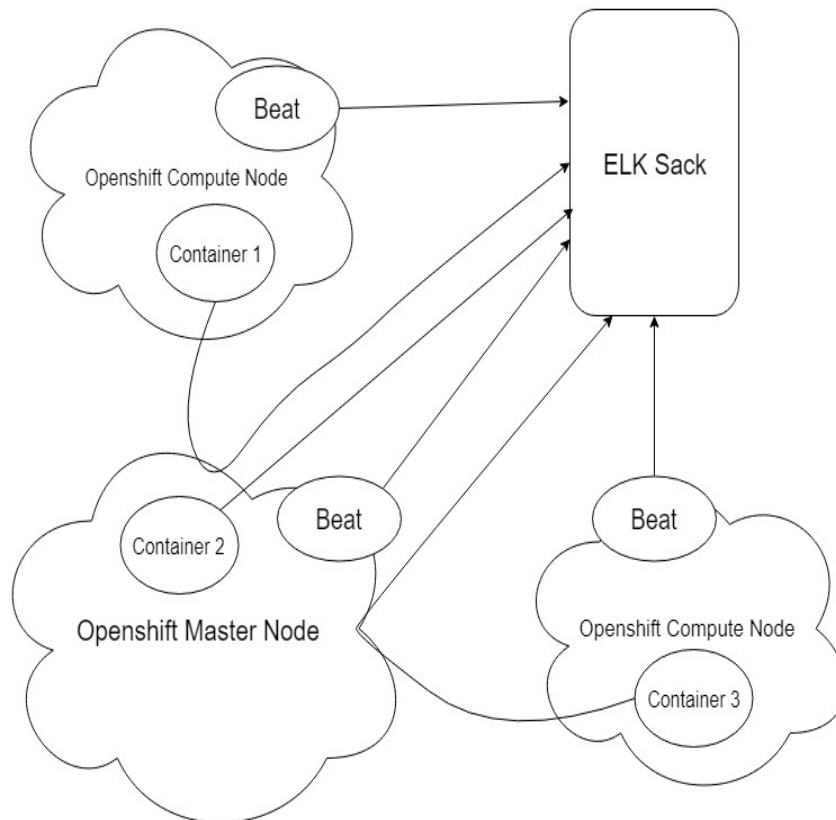 Beat
ELK Sack
Openshift Compute Node
Container 1
Beat
Beat
Container 2
Openshift Master Node
Openshift Compute Node
Container 3